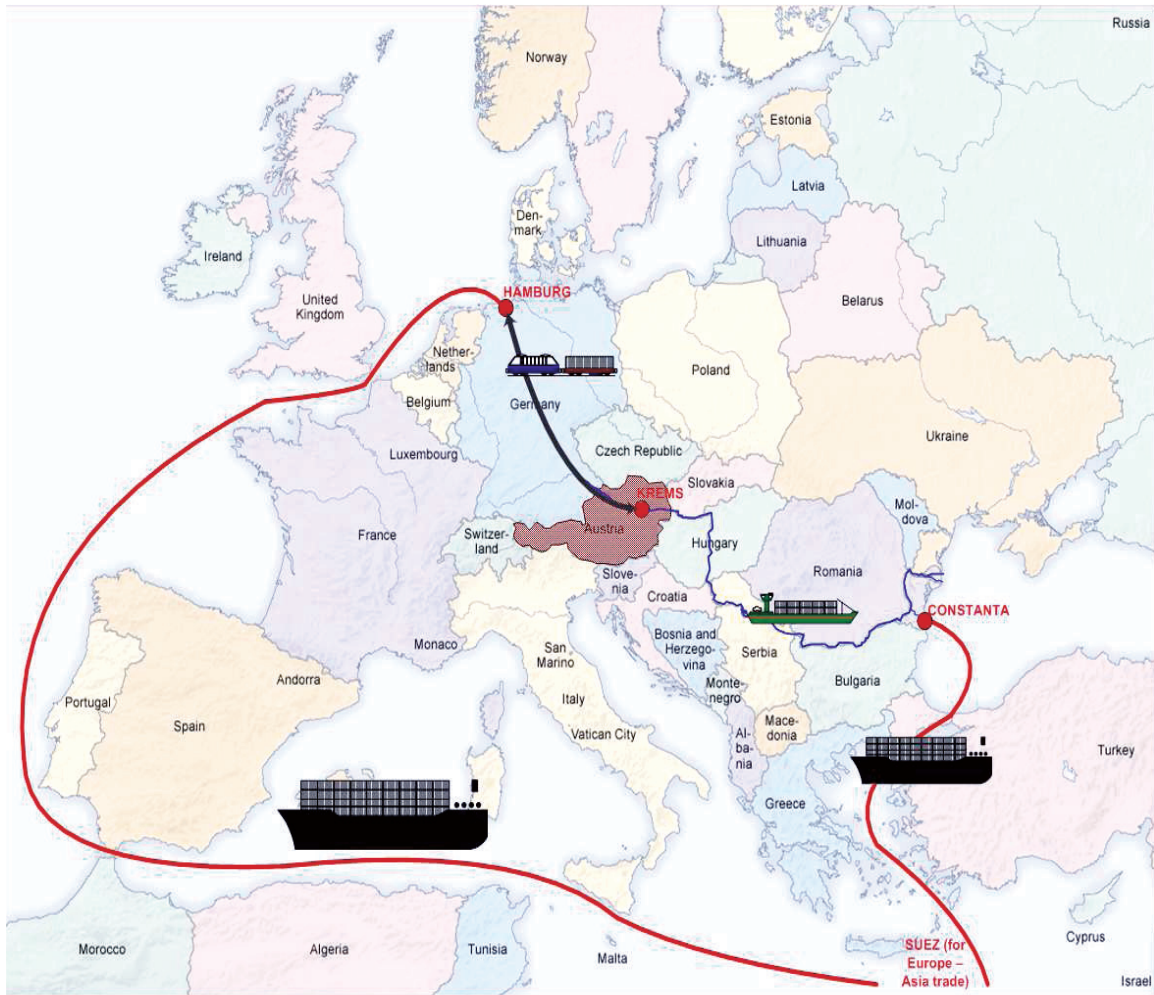 Russia
Norway
Estonia
Latvia
Den-
mark
Lithuania
Ireland
United
Kingdom
HAMBURG
Belarus
Nether-
lands
Belgium
Germany
Poland
Luxembourg
Czech Republic
Ukraine
Slovakia
KREMS
Austria
France
Switzer-
land
Hungary
Mol-
dova
Slove-
nia
Romania
Croatia
CONSTANTA
Monaco
San
Marino
Bosnia and
Herzego-
vina
Serbia
Andorra
Monte-
negro
Bulgaria
Portugal
Spain
Italy
Vatican City
Mace-
donia
Al-
ba-
nia
Turkey
Greece
Morocco
Algeria
Tunisia
Malta
SUEZ (for
Europe –
Asia trade)
Cyprus
Israel